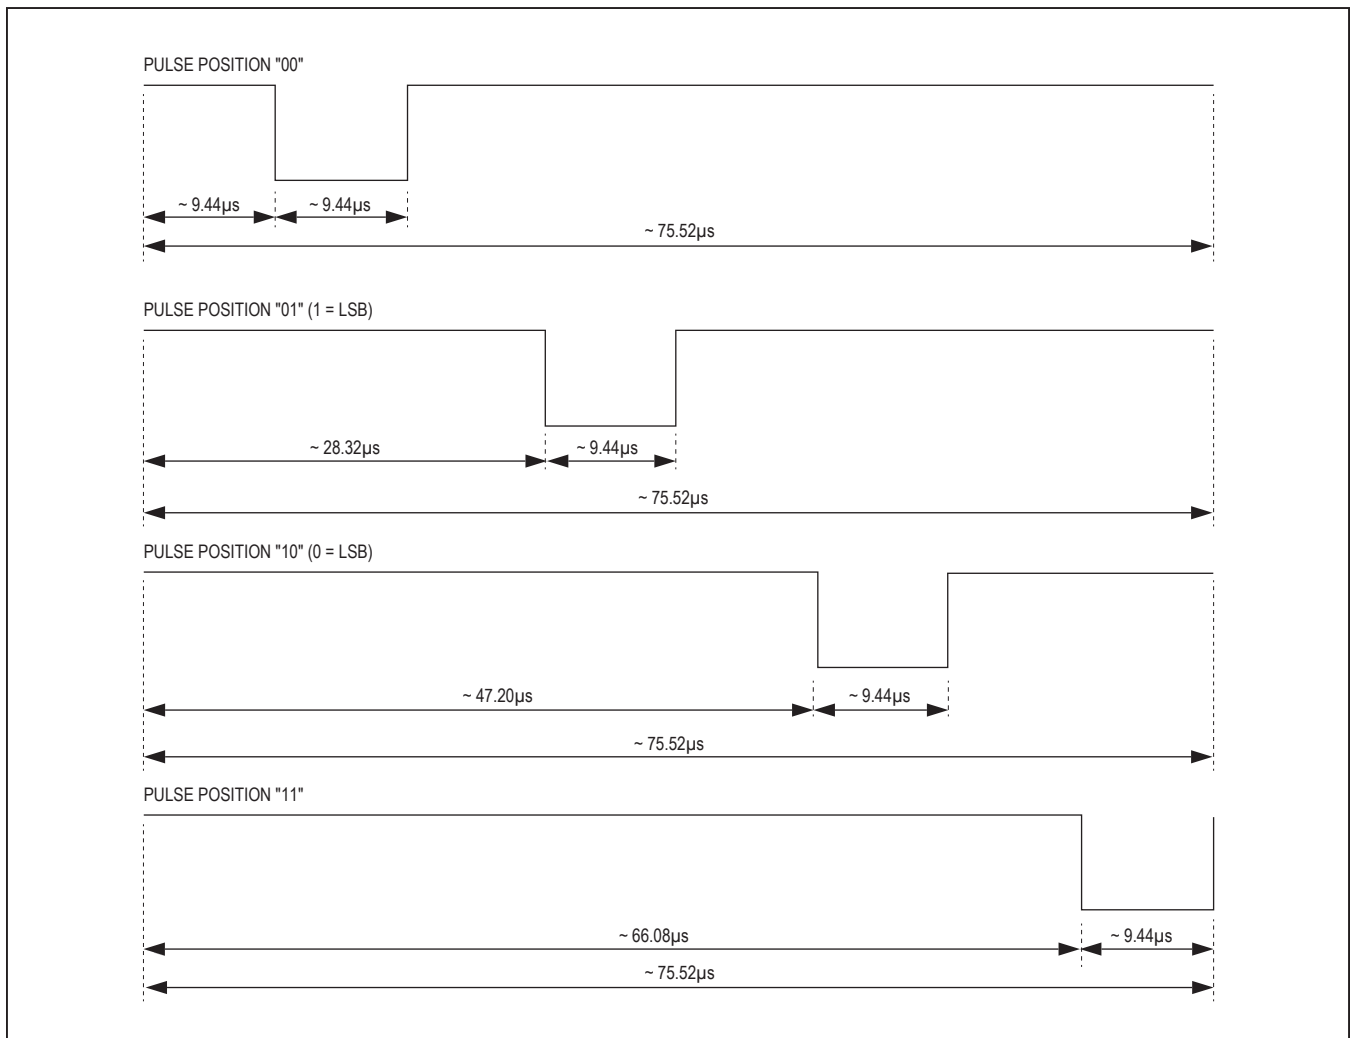 PULSE POSITION "00"
~ 9.44µs ~ 9.44µs
~ 75.52µs
PULSE POSITION "01" (1 = LSB)
~ 28.32µs ~ 9.44µs
~ 75.52µs
PULSE POSITION "10" (0 = LSB)
~ 47.20µs ~ 9.44µs
~ 75.52µs
PULSE POSITION "11"
~ 66.08µs ~ 9.44µs
~ 75.52µs